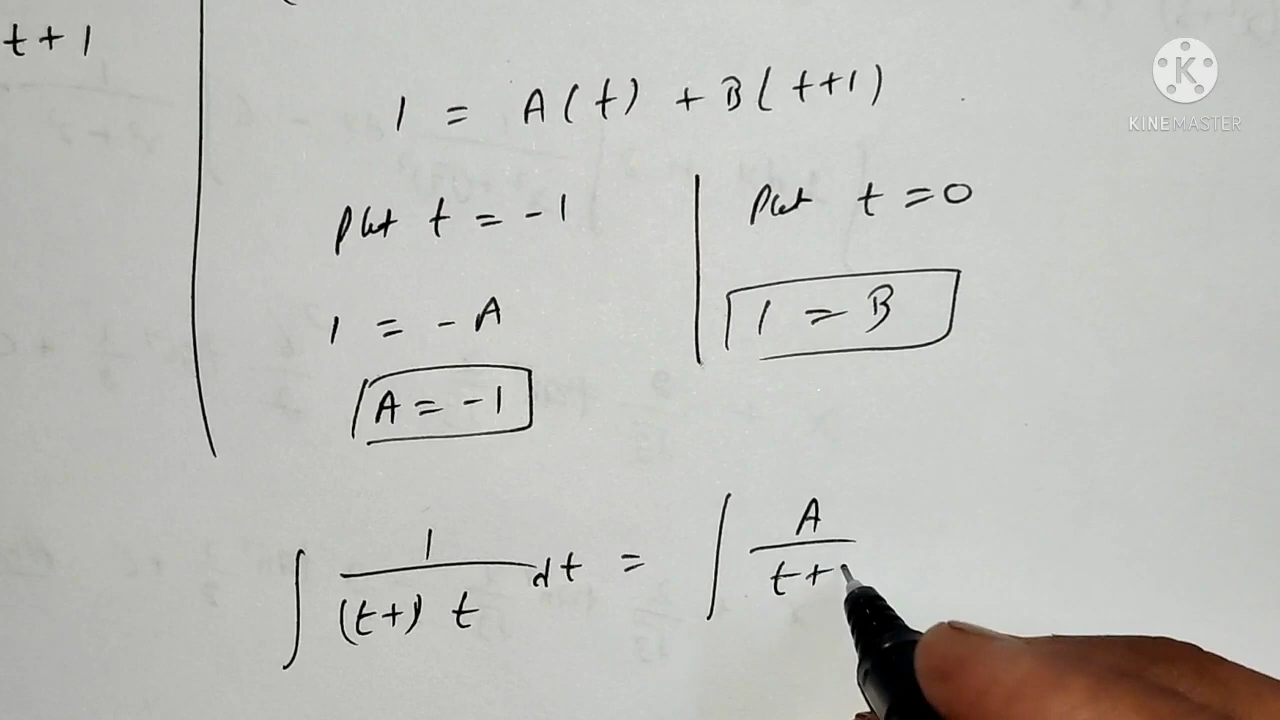 t + 1
1 = A(t) + B(t+1)
Put t = -1
Put t = 0
1 = -A
1 = B
A = -1
∫ 1/((t+1) t) dt = ∫ A/(t+
K
KINEMASTER